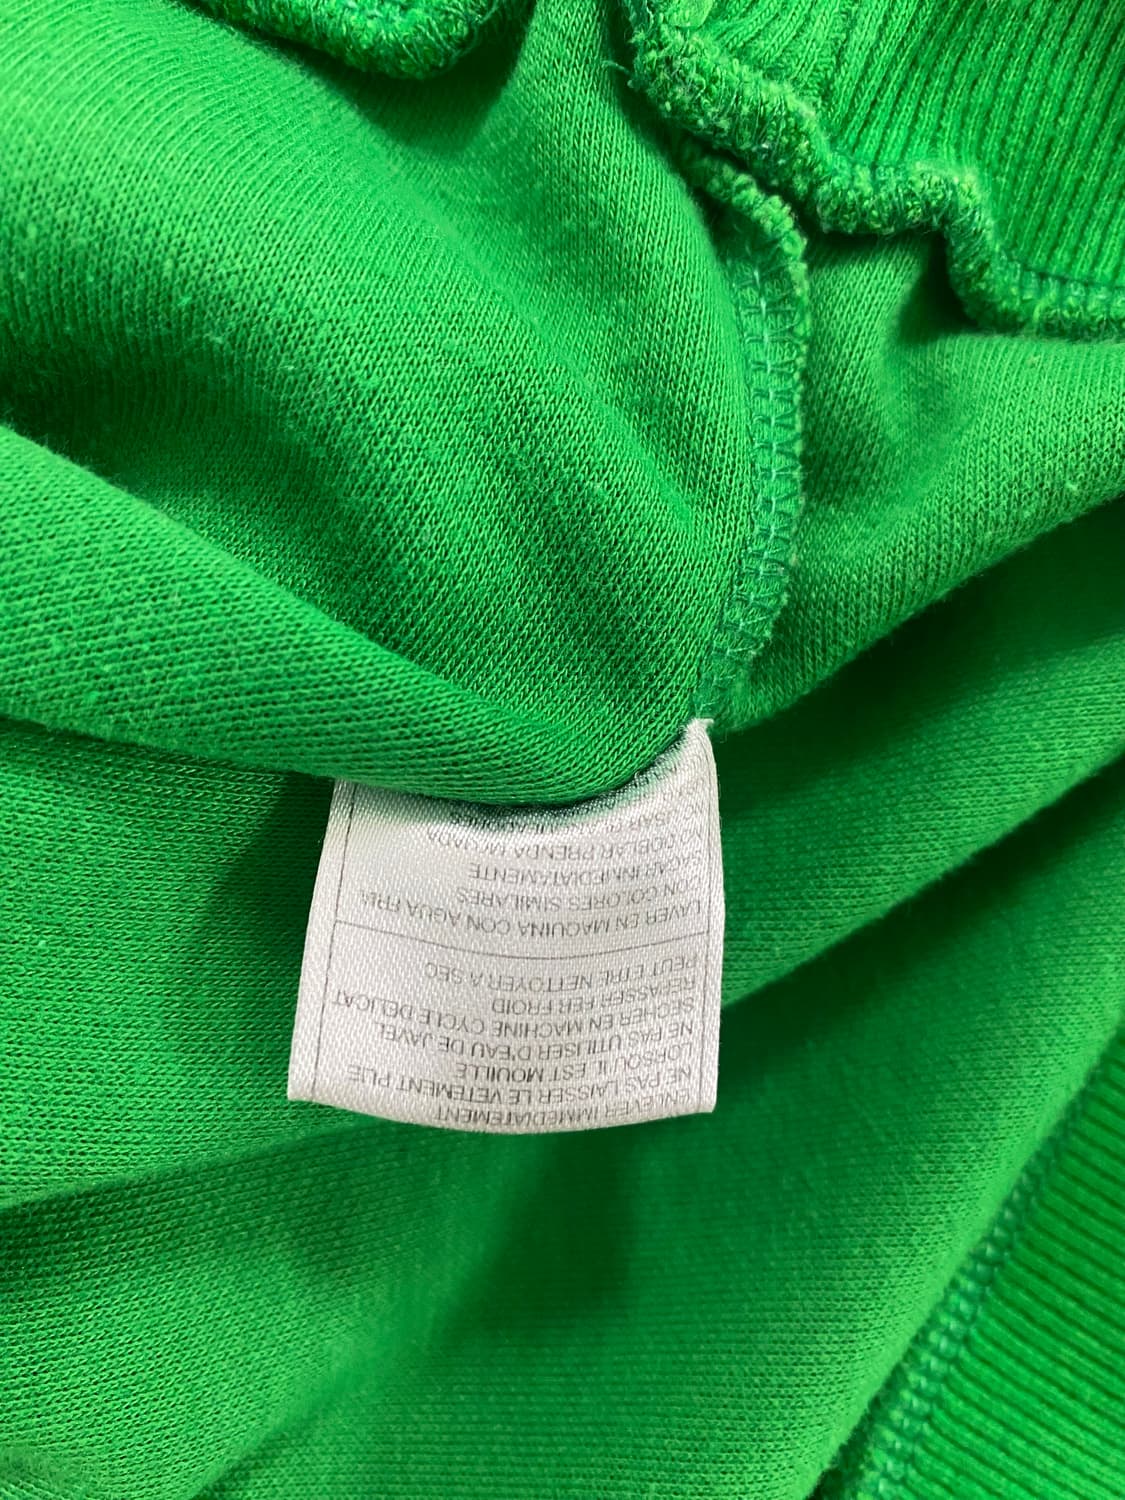 ENLEVER IMMEDIATEMENT
NE PAS LAISSER LE VETEMENT PLIE
LORSQU'IL EST MOUILLE
NE PAS UTILISER D'EAU DE JAVEL
SECHER EN MACHINE CYCLE DELICAT
REPASSER FER FROID
PEUT ETRE NETTOYER A SEC
LAVER EN MAQUINA CON AGUA FRIA
CON COLORES SIMILARES
SACAR INMEDIATAMENTE
NO DOBLAR PRENDA MOJADA
USAR